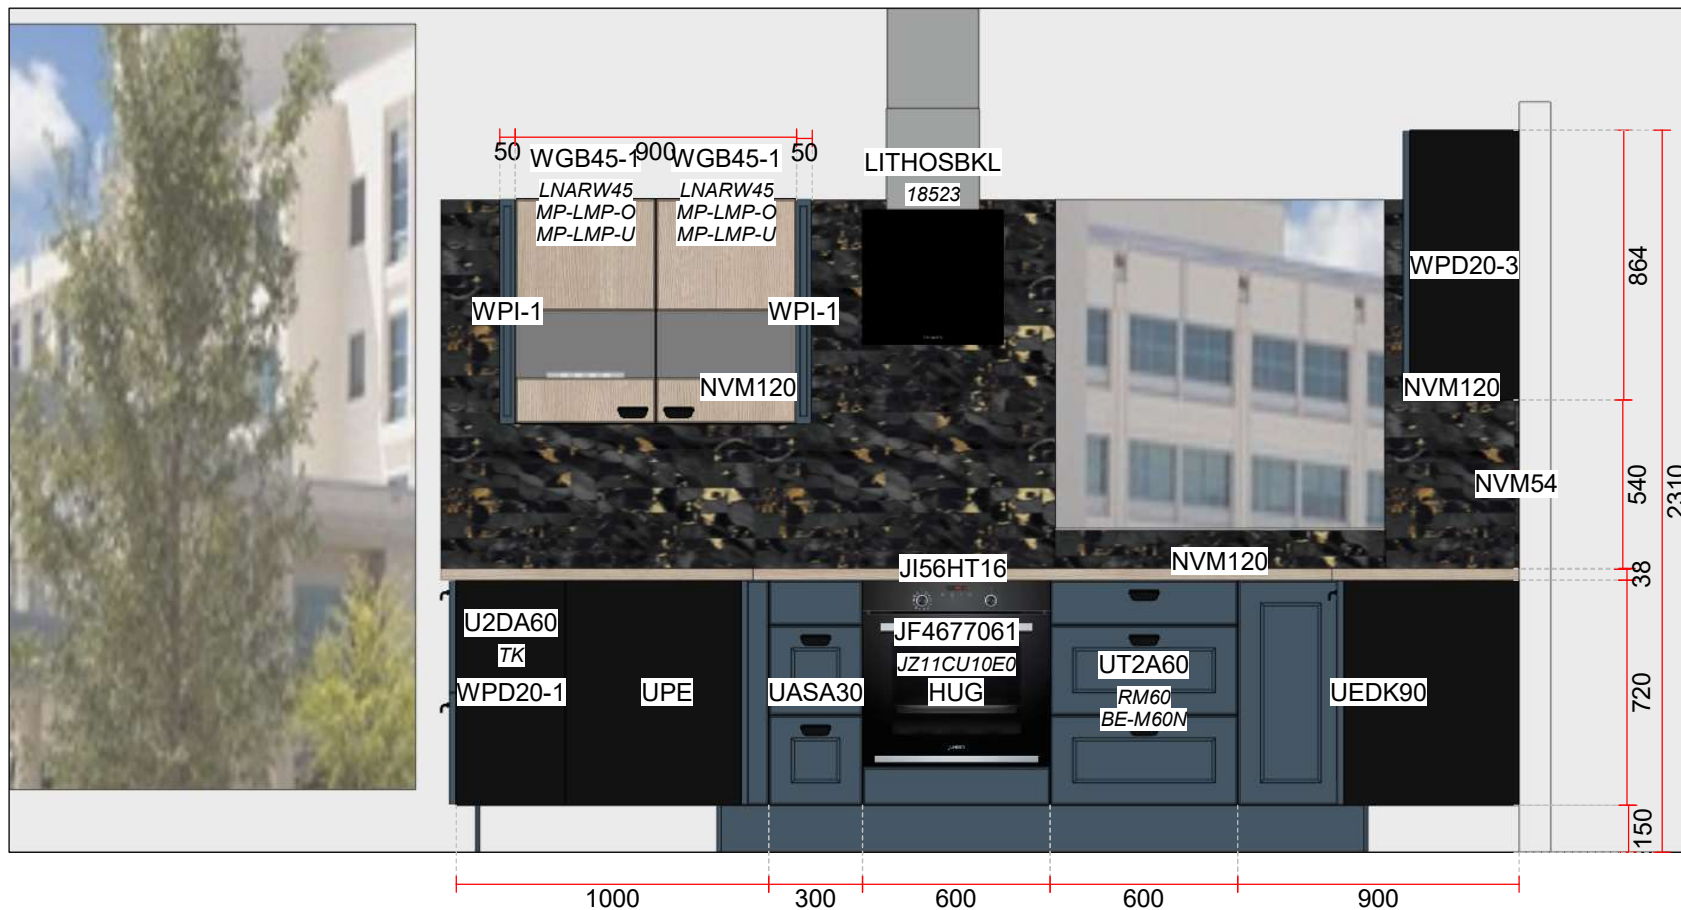 50
900
50
WGB45-1
WGB45-1
LNARW45
MP-LMP-O
MP-LMP-U
LNARW45
MP-LMP-O
MP-LMP-U
LITHOSBKL
18523
WPI-1
WPI-1
NVM120
WPD20-3
NVM120
NVM54
864
540
2310
38
720
150
JI56HT16
NVM120
U2DA60
TK
WPD20-1
UPE
UASA30
JF4677061
JZ11CU10E0
HUG
UT2A60
RM60
BE-M60N
UEDK90
1000
300
600
600
900